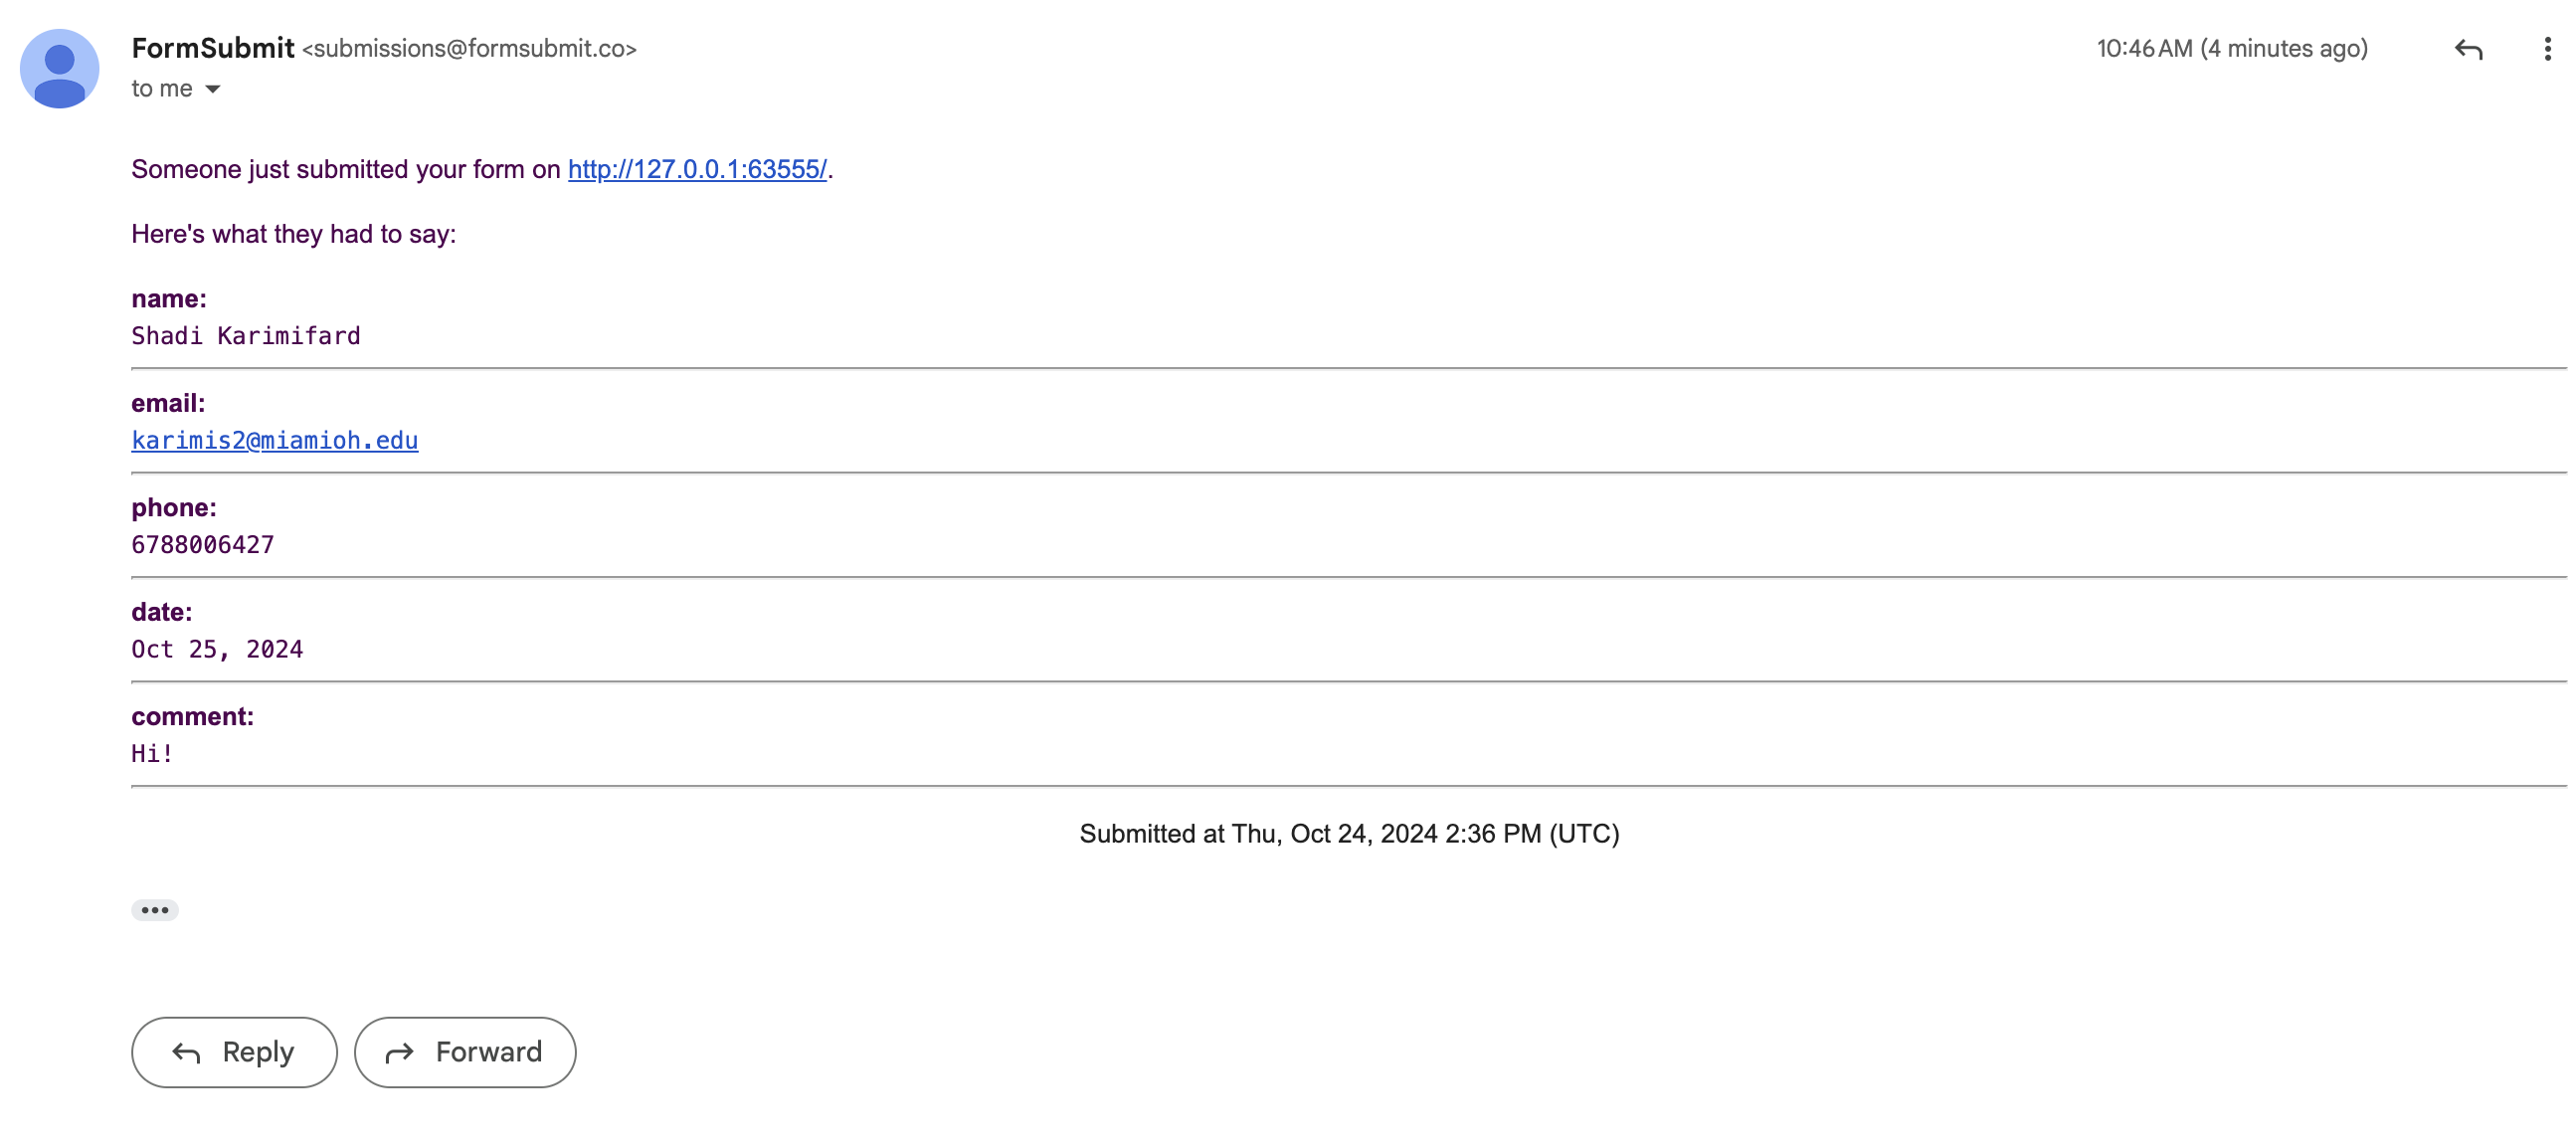 FormSubmit <submissions@formsubmit.co>
10:46 AM (4 minutes ago)
to me
Someone just submitted your form on http://127.0.0.1:63555/.
Here's what they had to say:
name:
Shadi Karimifard
email:
karimis2@miamioh.edu
phone:
6788006427
date:
Oct 25, 2024
comment:
Hi!
Submitted at Thu, Oct 24, 2024 2:36 PM (UTC)
Reply
Forward